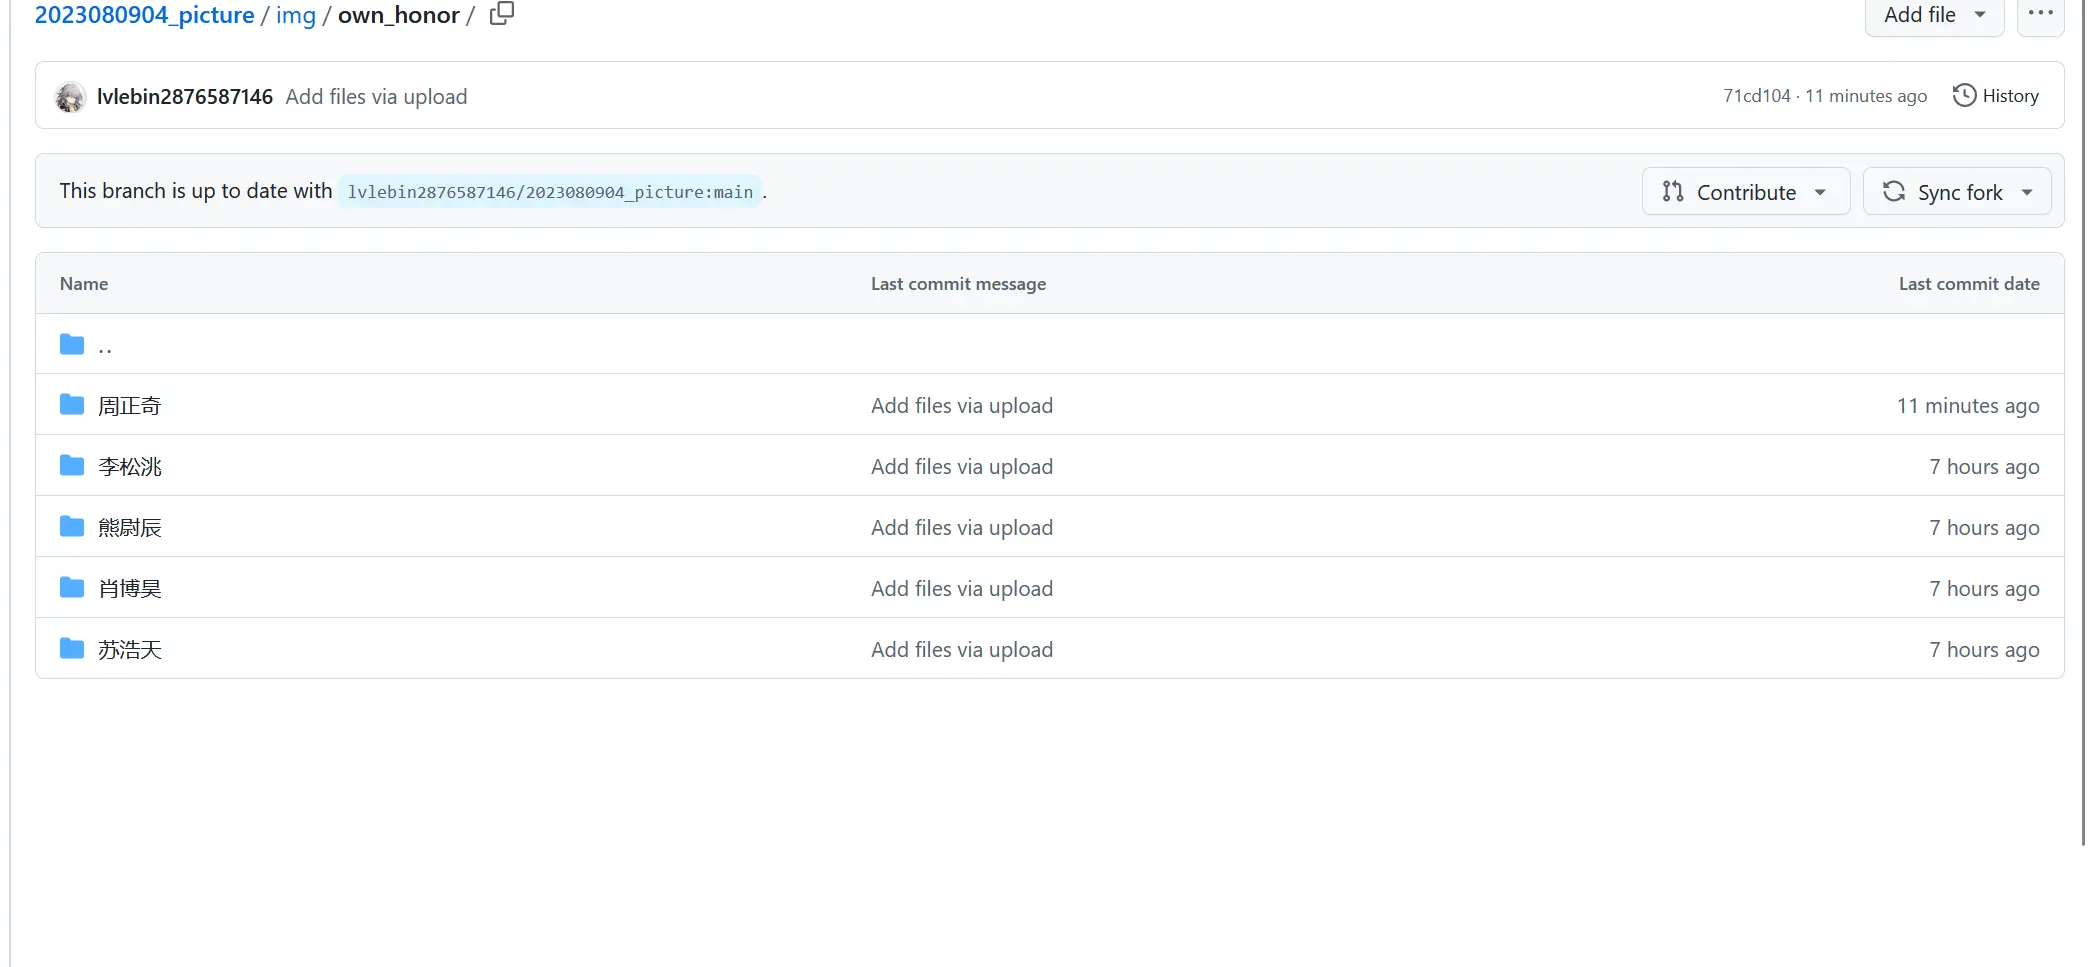 2023080904_picture / img / own_honor /
Add file
lvlebin2876587146 Add files via upload
71cd104 · 11 minutes ago History
This branch is up to date with lvlebin2876587146/2023080904_picture:main.
Contribute
Sync fork
Name Last commit message Last commit date
..
周正奇 Add files via upload 11 minutes ago
李松洮 Add files via upload 7 hours ago
熊尉辰 Add files via upload 7 hours ago
肖博昊 Add files via upload 7 hours ago
苏浩天 Add files via upload 7 hours ago